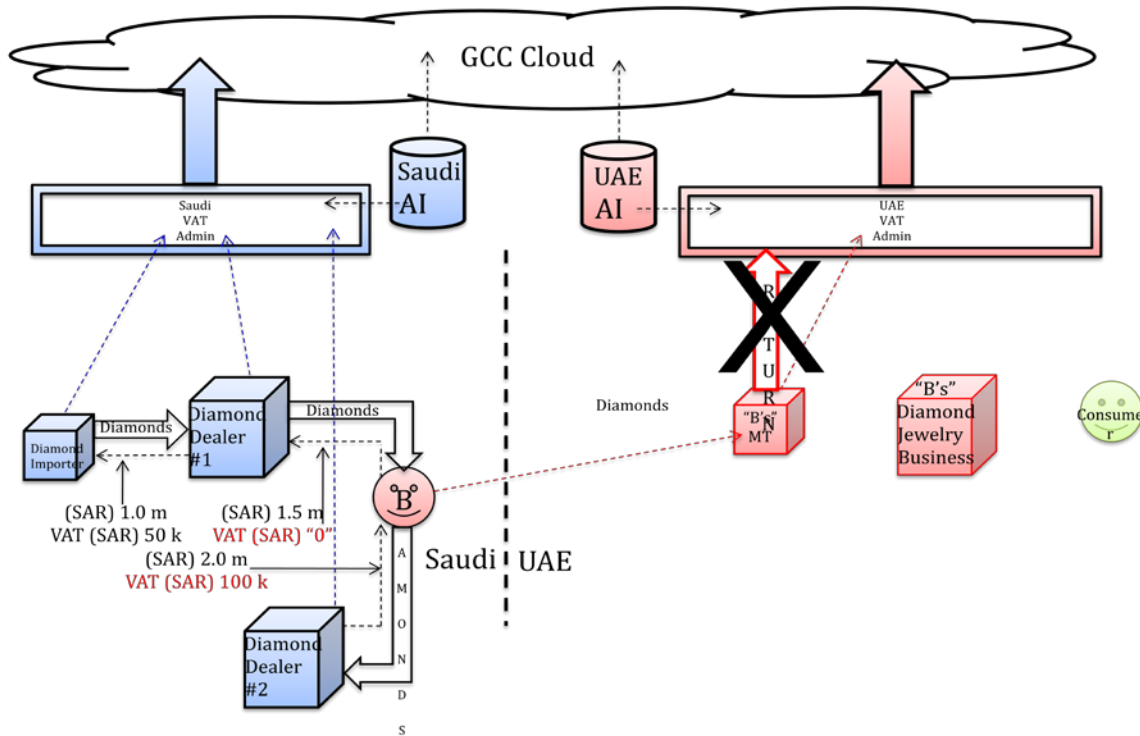 GCC Cloud
Saudi
AI
UAE
AI
Saudi
VAT
Admin
UAE
VAT
Admin
R
T
U
R
N
Diamonds
Diamond
Importer
Diamond
Dealer
#1
Diamonds
Diamonds
"B's"
MT
"B's"
Diamond
Jewelry
Business
Consume
r
B
(SAR) 1.0 m
VAT (SAR) 50 k
(SAR) 1.5 m
VAT (SAR) "0"
(SAR) 2.0 m
VAT (SAR) 100 k
Saudi
UAE
A
M
O
N
D
S
Diamond
Dealer
#2